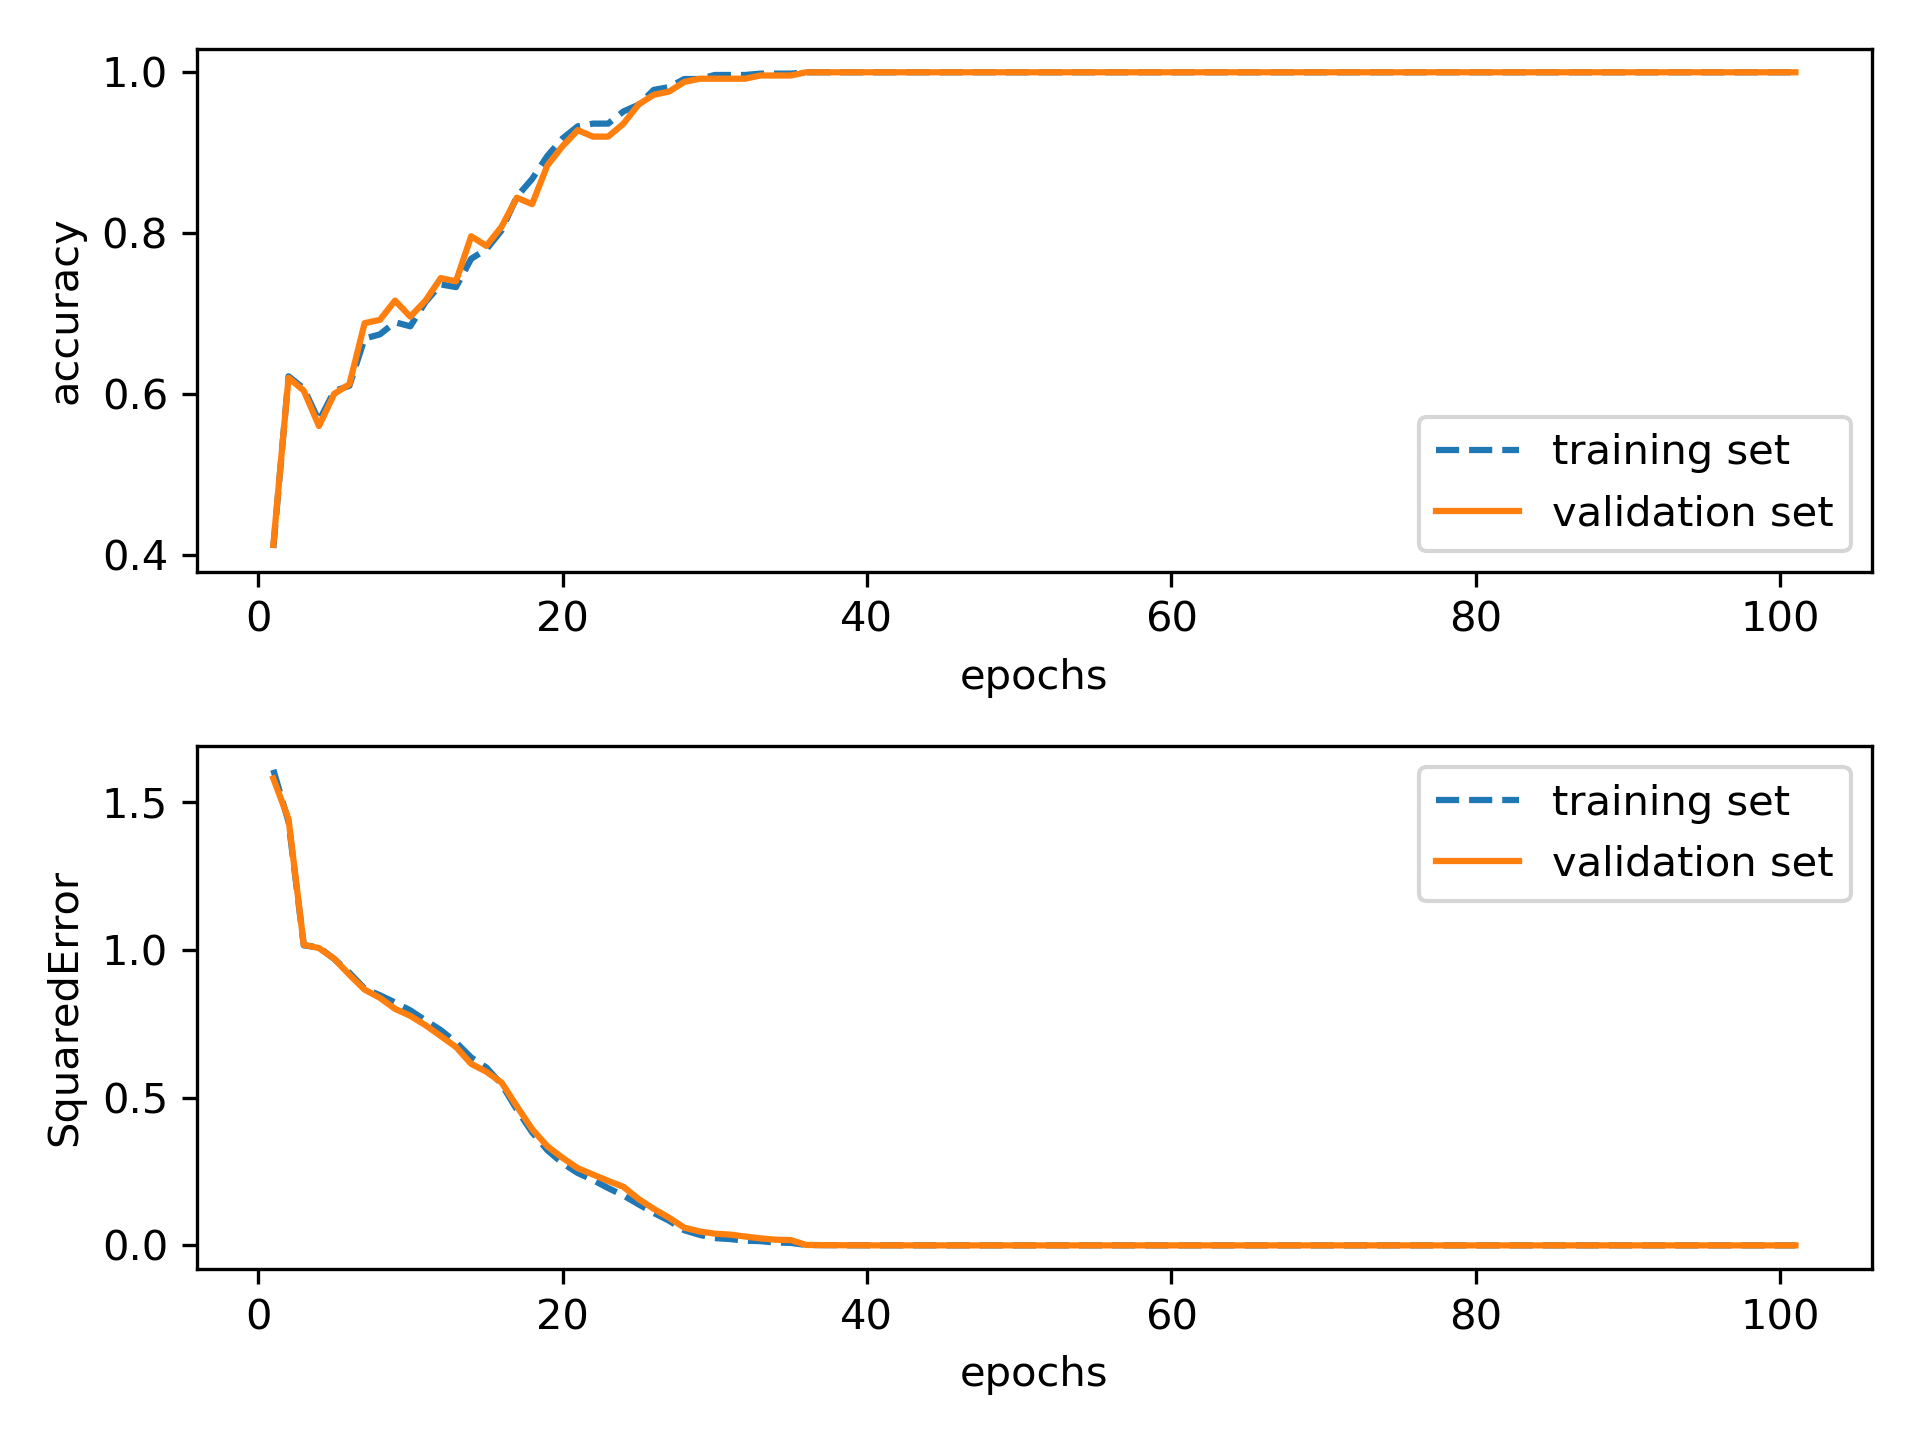 1.0
0.8
0.6
0.4
accuracy
training set
validation set
0 20 40 60 80 100
epochs
1.5
1.0
0.5
0.0
SquaredError
training set
validation set
0 20 40 60 80 100
epochs